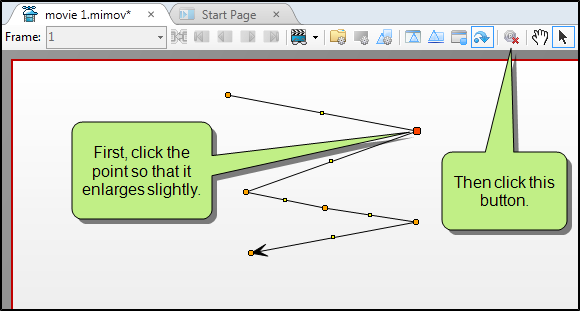 movie 1.mimov*
Start Page
Frame: 1
First, click the
point so that it
enlarges slightly.
Then click this
button.